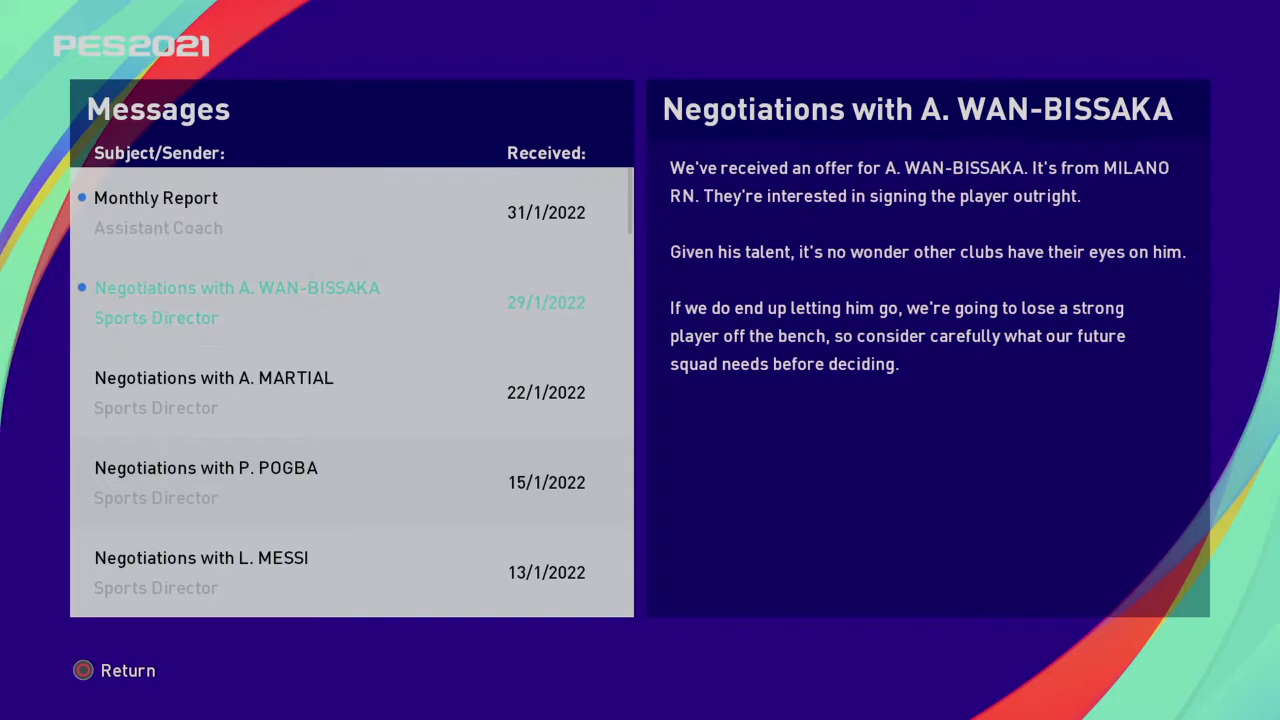 PES2021
Messages
Subject/Sender:
Received:
Monthly Report
Assistant Coach
31/1/2022
Negotiations with A. WAN-BISSAKA
Sports Director
29/1/2022
Negotiations with A. MARTIAL
Sports Director
22/1/2022
Negotiations with P. POGBA
Sports Director
15/1/2022
Negotiations with L. MESSI
Sports Director
13/1/2022
Negotiations with A. WAN-BISSAKA
We've received an offer for A. WAN-BISSAKA. It's from MILANO
RN. They're interested in signing the player outright.
Given his talent, it's no wonder other clubs have their eyes on him.
If we do end up letting him go, we're going to lose a strong
player off the bench, so consider carefully what our future
squad needs before deciding.
Return